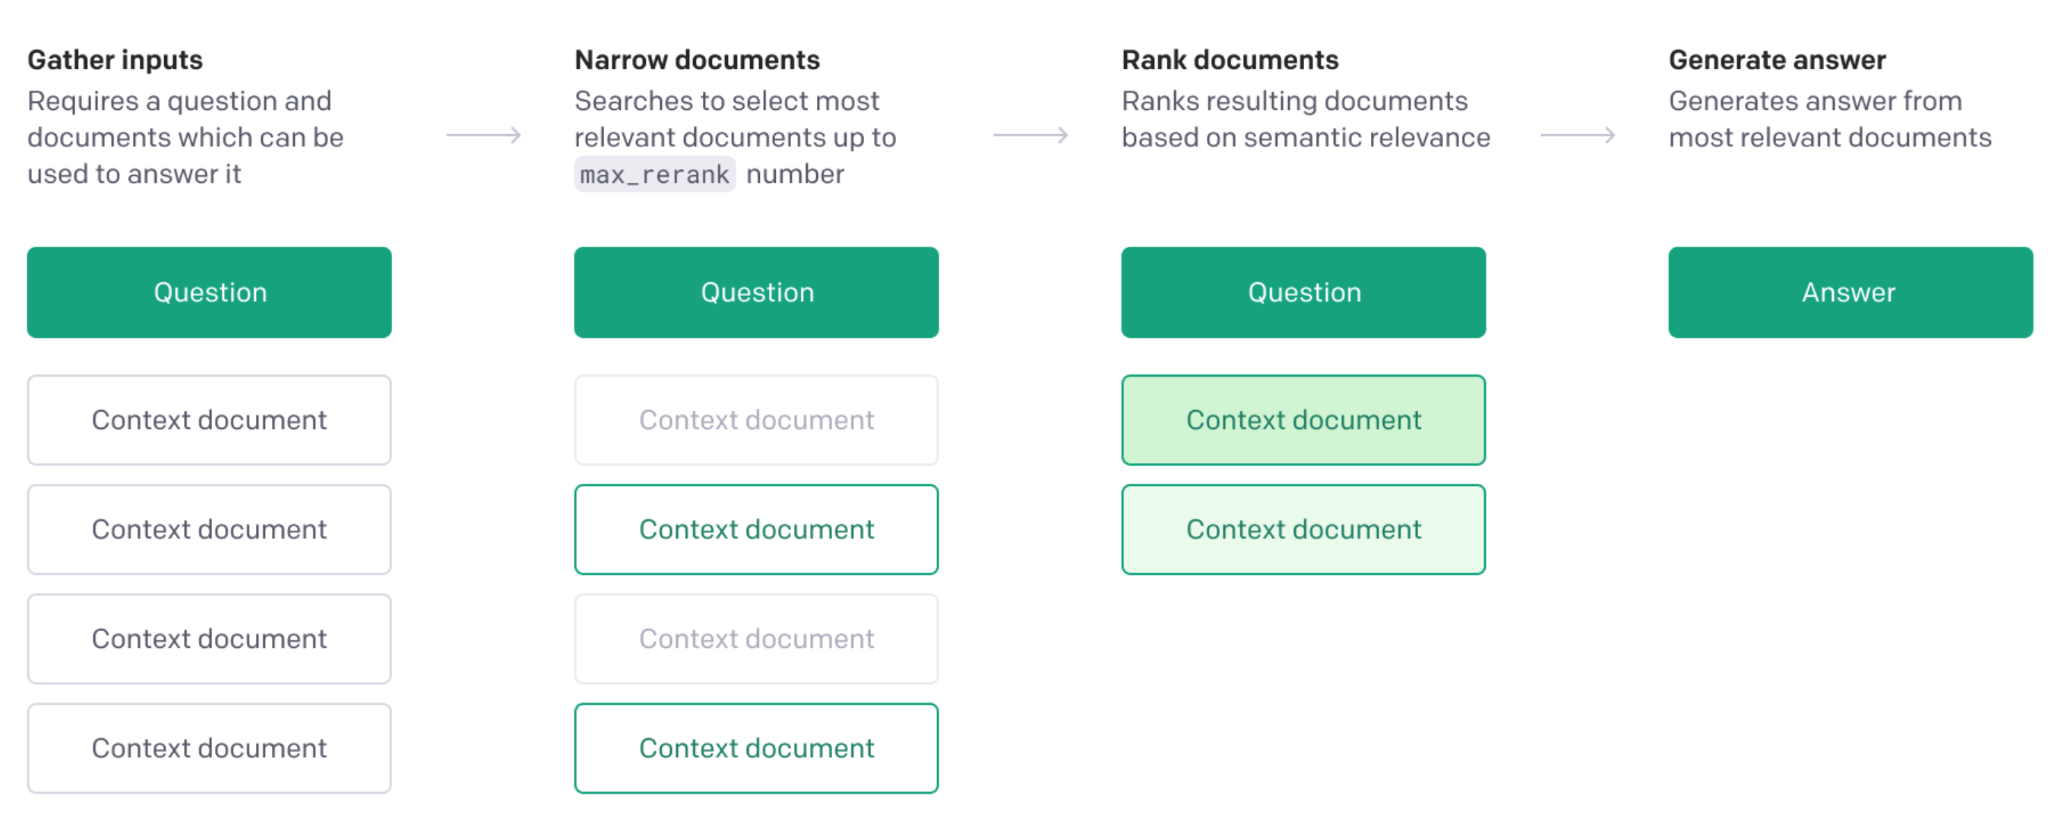 Gather inputs
Requires a question and
documents which can be
used to answer it
Question
Context document
Context document
Context document
Context document
Narrow documents
Searches to select most
relevant documents up to
max_rerank number
Question
Context document
Context document
Context document
Context document
Rank documents
Ranks resulting documents
based on semantic relevance
Question
Context document
Context document
Generate answer
Generates answer from
most relevant documents
Answer